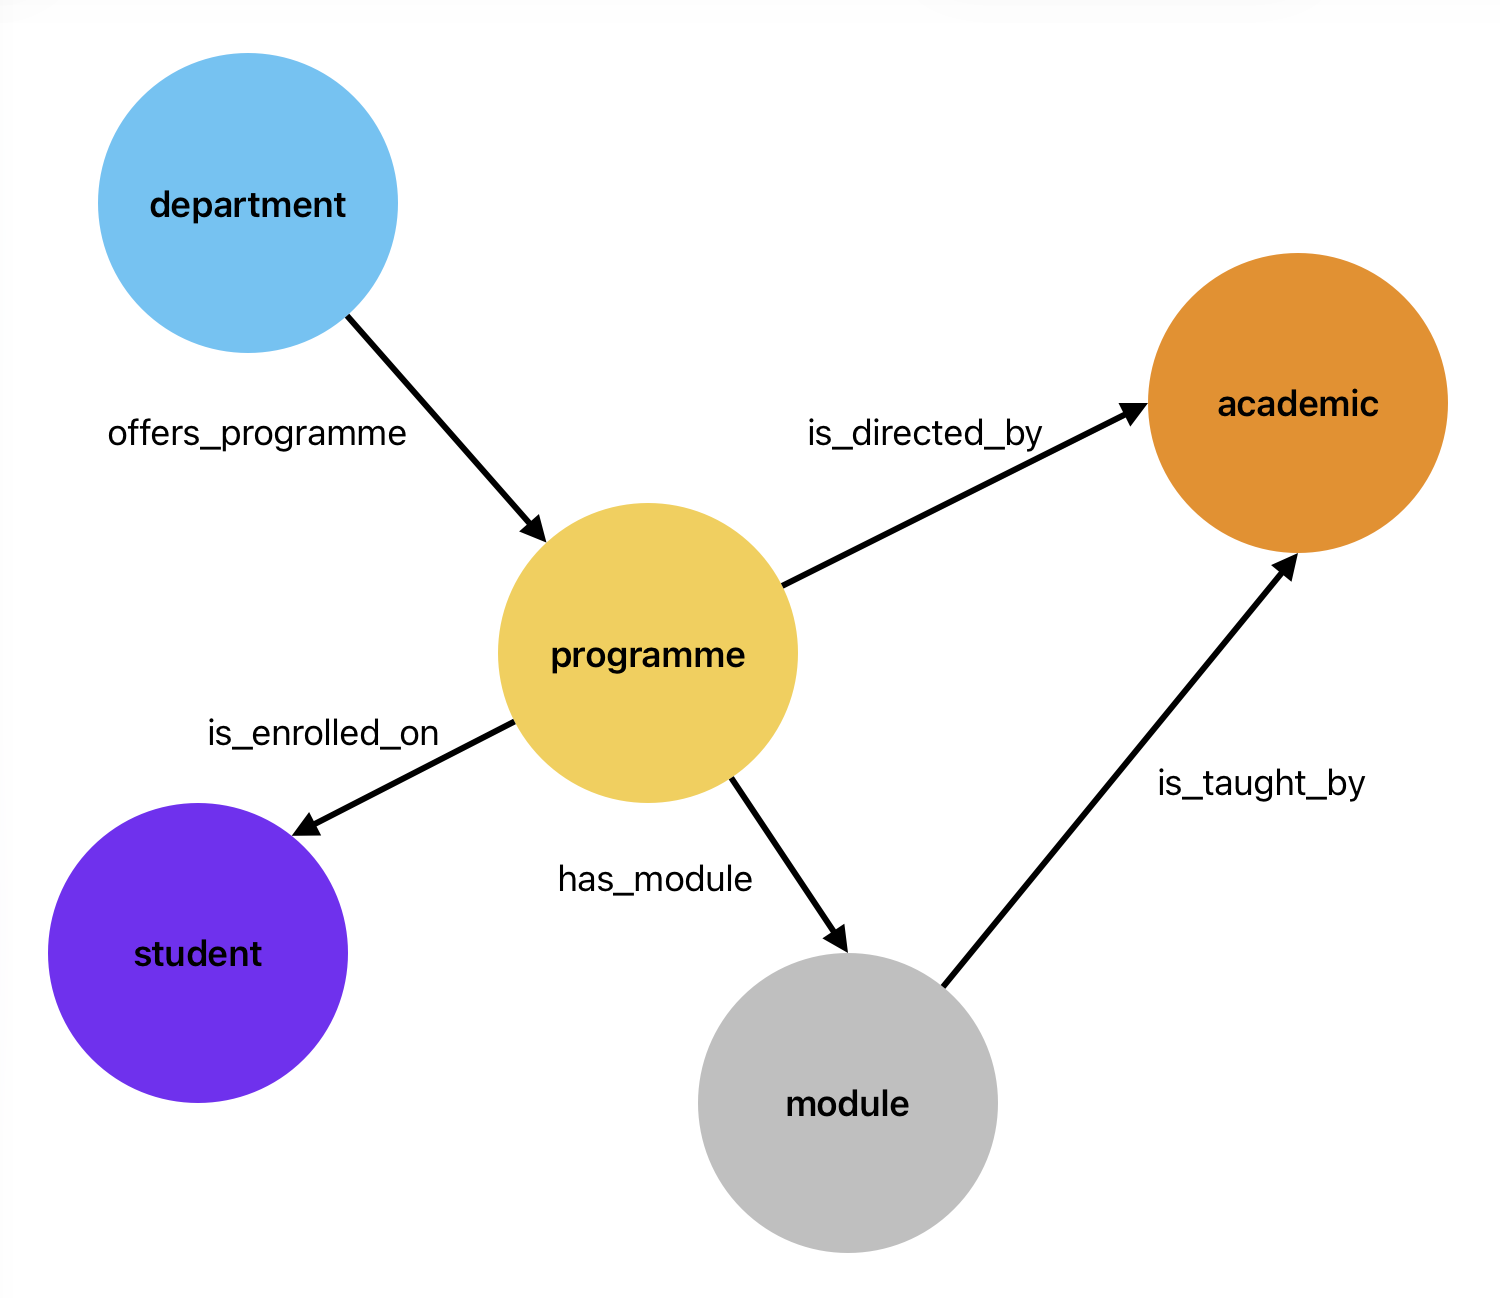 department
academic
offers_programme
is_directed_by
programme
is_enrolled_on
is_taught_by
has_module
student
module